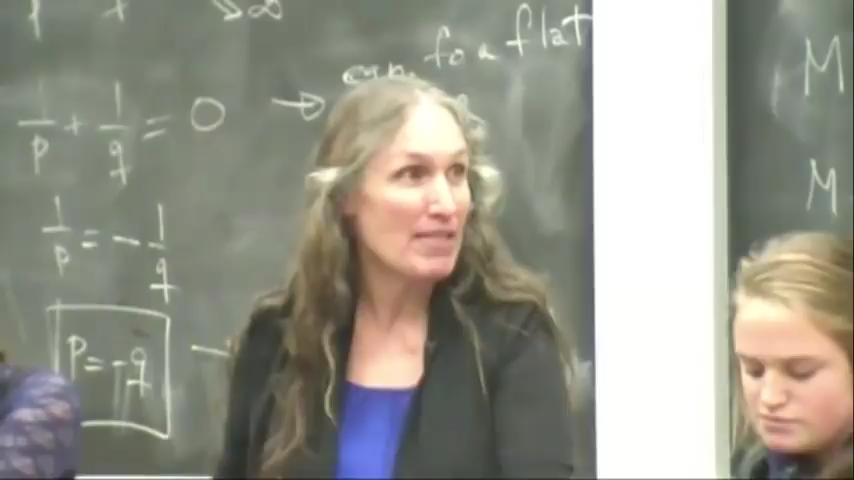 for a flat
1/p + 1/q = 0 →
1/p = - 1/q
p = -q
M
M